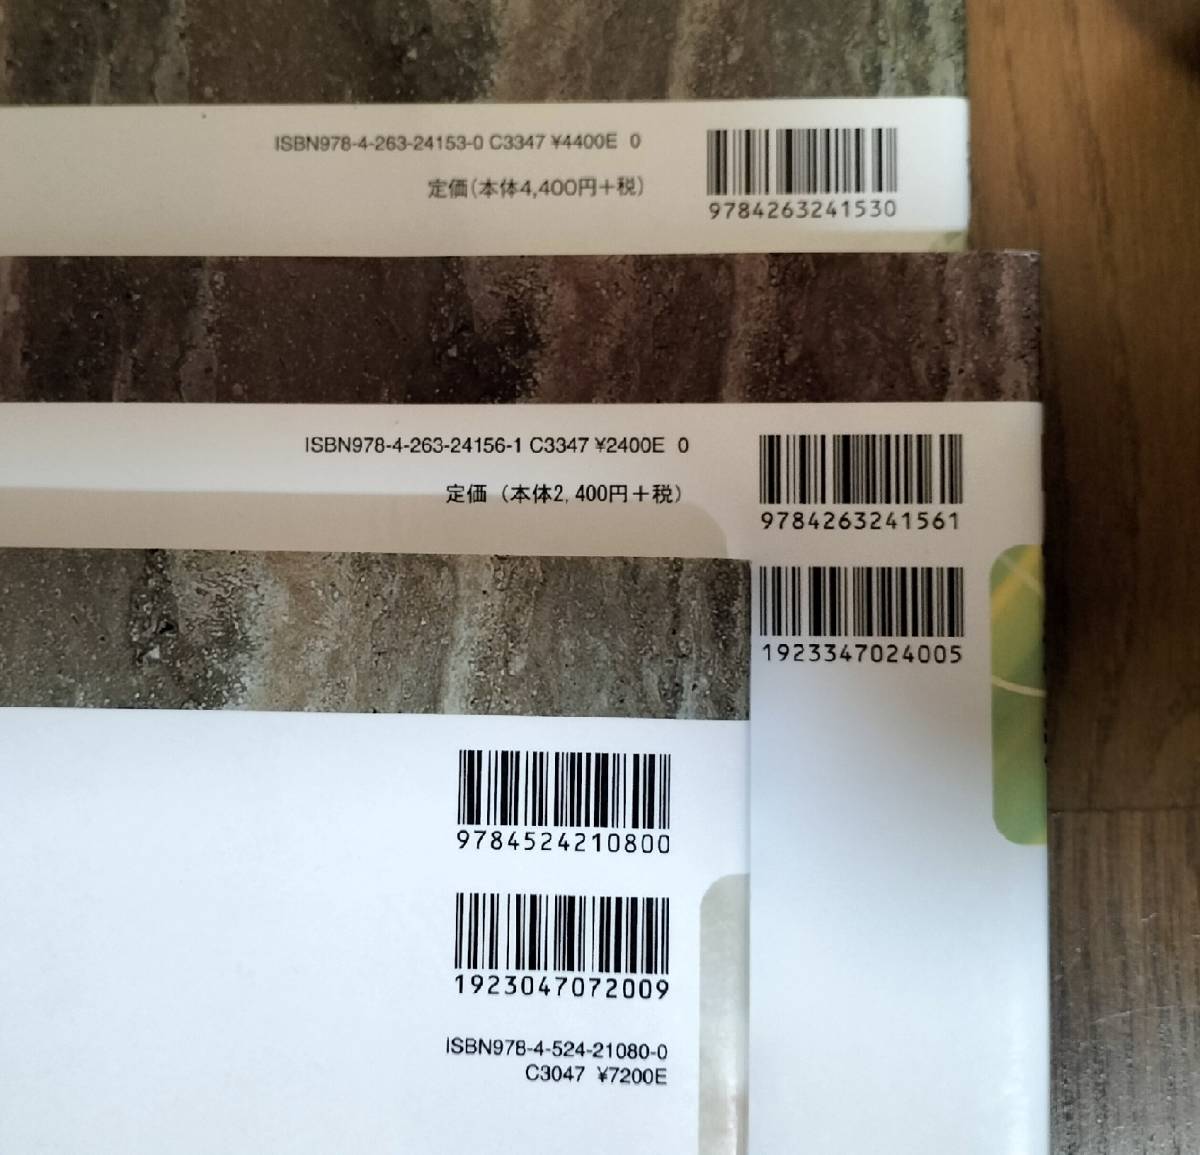 ISBN978-4-263-24153-0 C3347 ¥4400E 0
定価(本体4,400円+税)
9784263241530
ISBN978-4-263-24156-1 C3347 ¥2400E 0
定価 (本体2,400円+税)
9784263241561
1923347024005
9784524210800
1923047072009
ISBN978-4-524-21080-0
C3047 ¥7200E